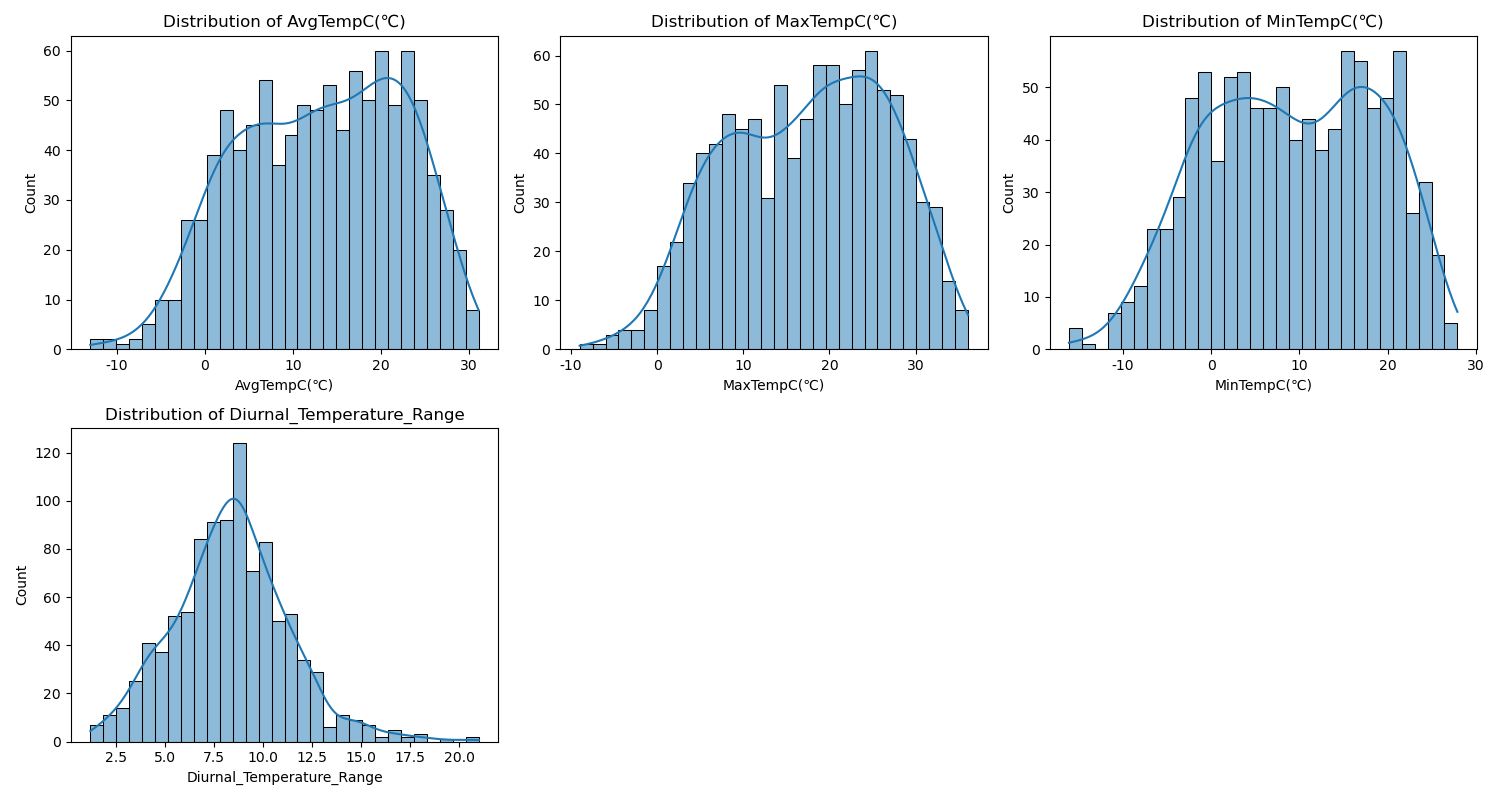 Distribution of AvgTempC(℃)
60
50
40
30
20
10
0
Count
-10 0 10 20 30
AvgTempC(℃)
Distribution of MaxTempC(℃)
60
50
40
30
20
10
0
Count
-10 0 10 20 30
MaxTempC(℃)
Distribution of MinTempC(℃)
50
40
30
20
10
0
Count
-10 0 10 20 30
MinTempC(℃)
Distribution of Diurnal_Temperature_Range
120
100
80
60
40
20
0
Count
2.5 5.0 7.5 10.0 12.5 15.0 17.5 20.0
Diurnal_Temperature_Range